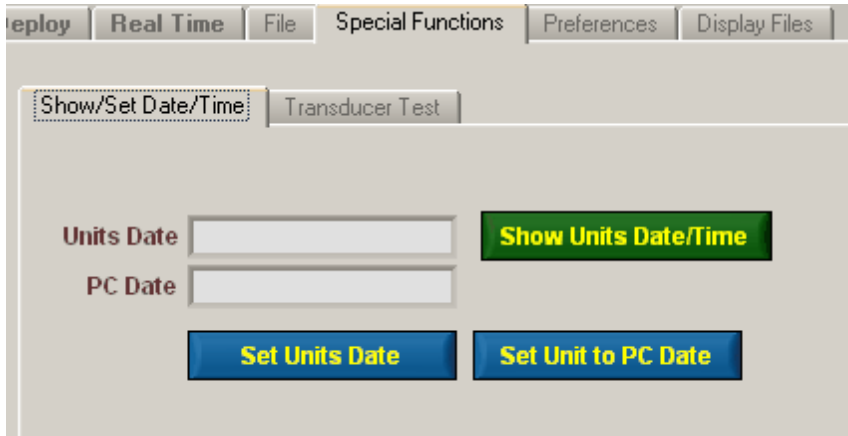 eploy Real Time File Special Functions Preferences Display Files
Show/Set Date/Time Transducer Test
Units Date Show Units Date/Time
PC Date
Set Units Date Set Unit to PC Date